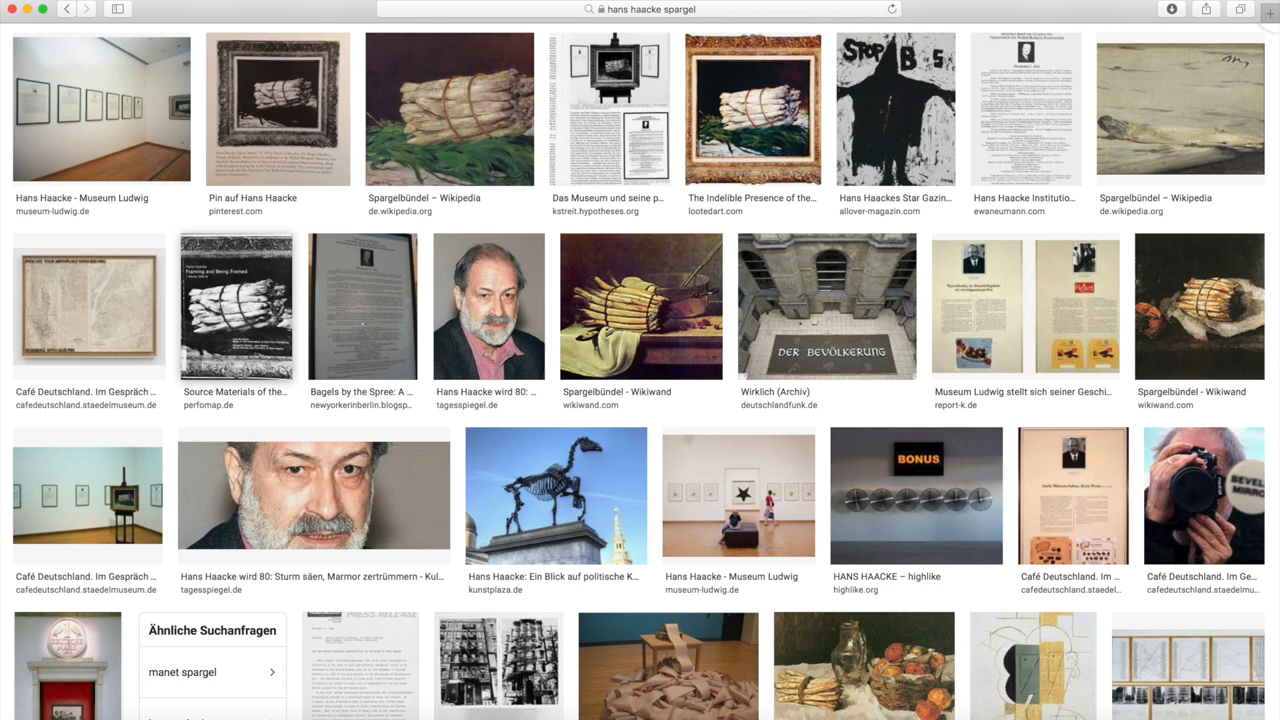 hans haacke spargel
STOP B 5
Hans Haacke - Museum Ludwig
museum-ludwig.de
Pin auf Hans Haacke
pinterest.com
Spargelbündel – Wikipedia
de.wikipedia.org
Das Museum und seine p...
kstreit.hypotheses.org
The Indelible Presence of the...
lootedart.com
Hans Haackes Star Gazin...
allover-magazin.com
Hans Haacke Institutio...
ewaneumann.com
Spargelbündel – Wikipedia
de.wikipedia.org
Hans Haacke
Framing and Being Framed
DER BEVÖLKERUNG
Café Deutschland. Im Gespräch ...
cafedeutschland.staedelmuseum.de
Source Materials of the...
perfomap.de
Bagels by the Spree: A ...
newyorkerinberlin.blogsp...
Hans Haacke wird 80: ...
tagesspiegel.de
Spargelbündel - Wikiwand
wikiwand.com
Wirklich (Archiv)
deutschlandfunk.de
Museum Ludwig stellt sich seiner Geschi...
report-k.de
Spargelbündel - Wikiwand
wikiwand.com
BONUS
Café Deutschland. Im Gespräch ...
cafedeutschland.staedelmuseum.de
Hans Haacke wird 80: Sturm säen, Marmor zertrümmern - Kul...
tagesspiegel.de
Hans Haacke: Ein Blick auf politische K...
kunstplaza.de
Hans Haacke - Museum Ludwig
museum-ludwig.de
HANS HAACKE – highlike
highlike.org
Café Deutschland. Im ...
cafedeutschland.staedel...
Café Deutschland. Im Ge...
cafedeutschland.staedelmu...
Ähnliche Suchanfragen
manet spargel
PRESS RELEASE